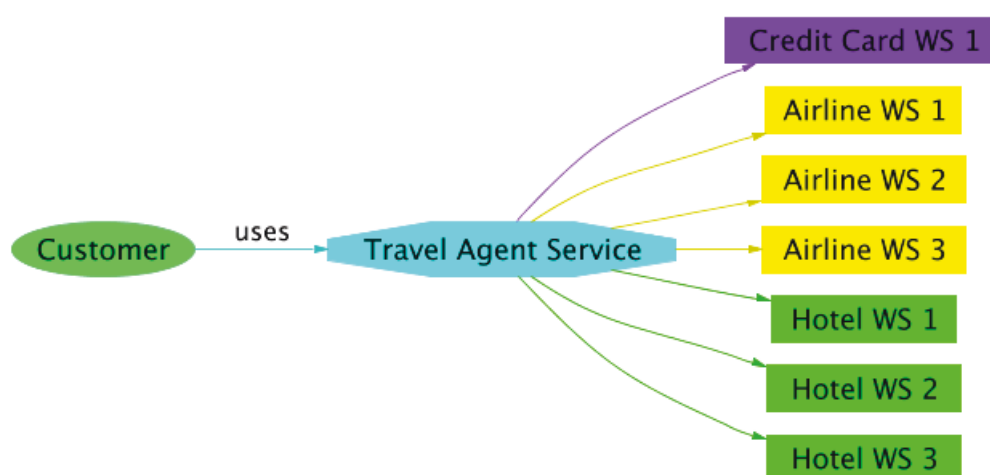 Credit Card WS 1
Airline WS 1
Airline WS 2
Customer
uses
Travel Agent Service
Airline WS 3
Hotel WS 1
Hotel WS 2
Hotel WS 3